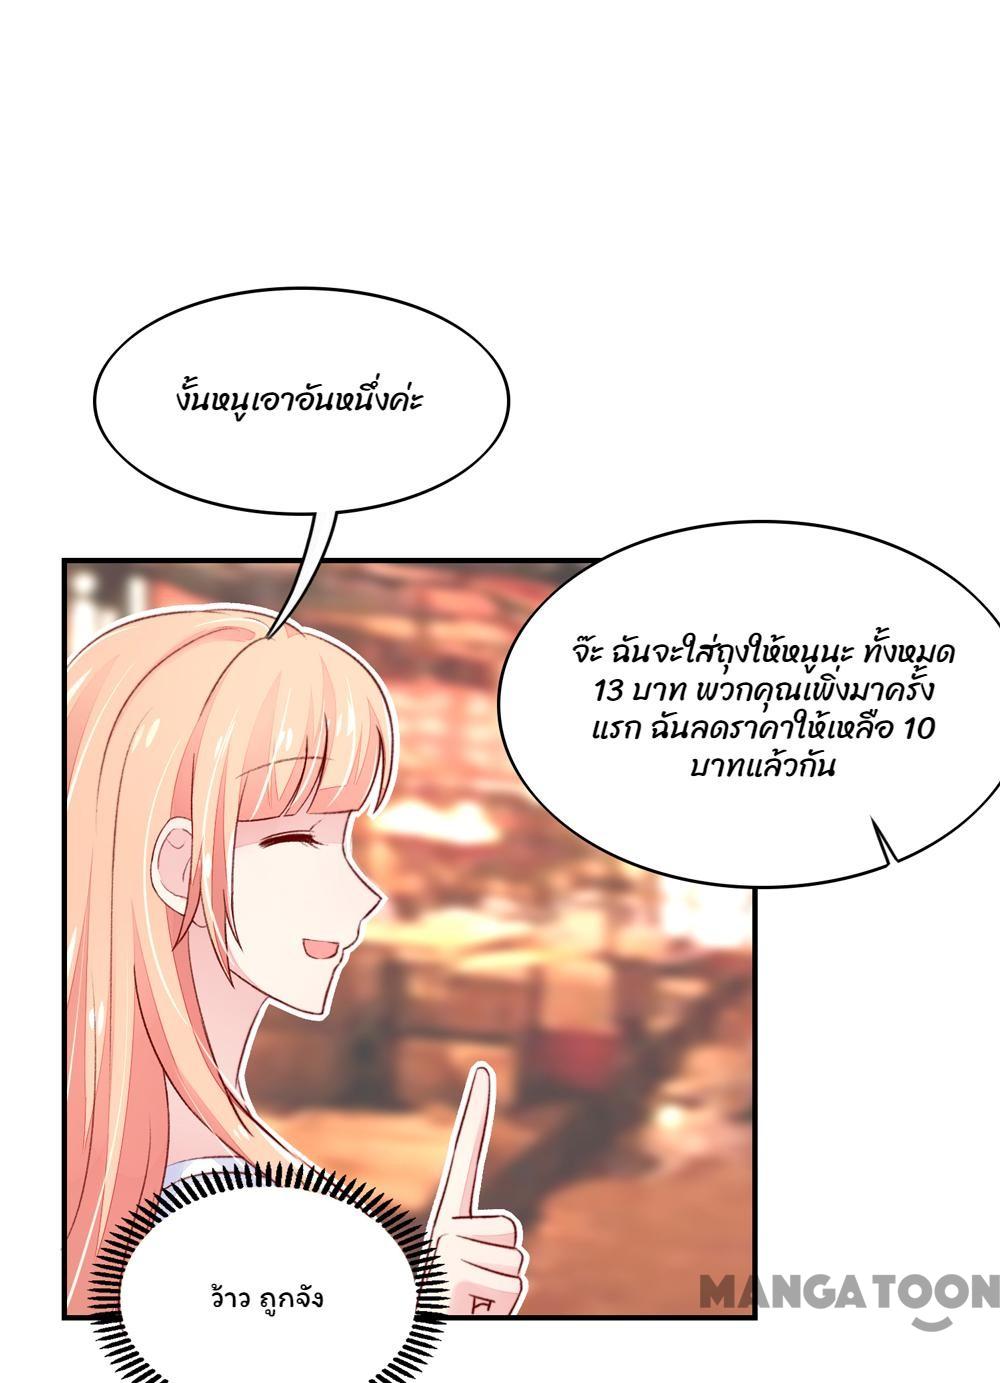 งั้นหนูเอาอันหนึ่งค่ะ
จ๊ะ ฉันจะใส่ถุงให้หนูนะ ทั้งหมด
13 บาท พวกคุณเพิ่งมาครั้ง
แรก ฉันลดราคาให้เหลือ 10
บาทแล้วกัน
ว้าว ถูกจัง
MANGATOON